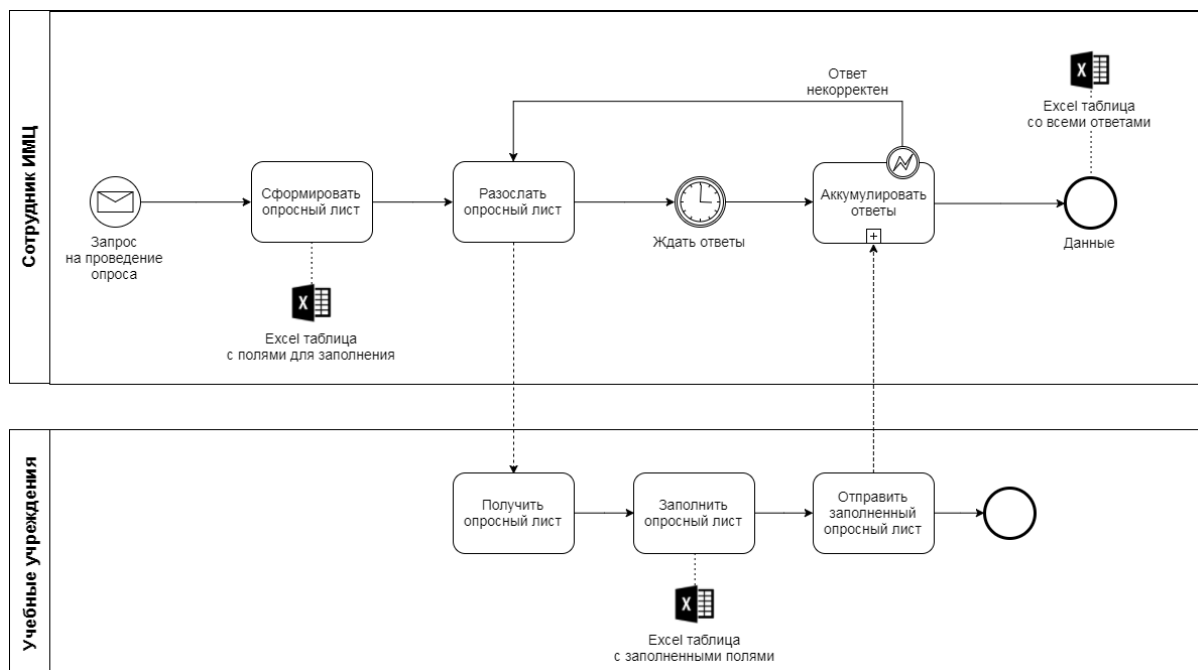 Сотрудник ИМЦ
Запрос
на проведение
опроса
Сформировать
опросный лист
Excel таблица
с полями для заполнения
Разослать
опросный лист
Ждать ответы
Ответ
некорректен
Аккумулировать
ответы
X
Excel таблица
со всеми ответами
Данные
X
Учебные учреждения
Получить
опросный лист
Заполнить
опросный лист
Отправить
заполненный
опросный лист
X
Excel таблица
с заполненными полями